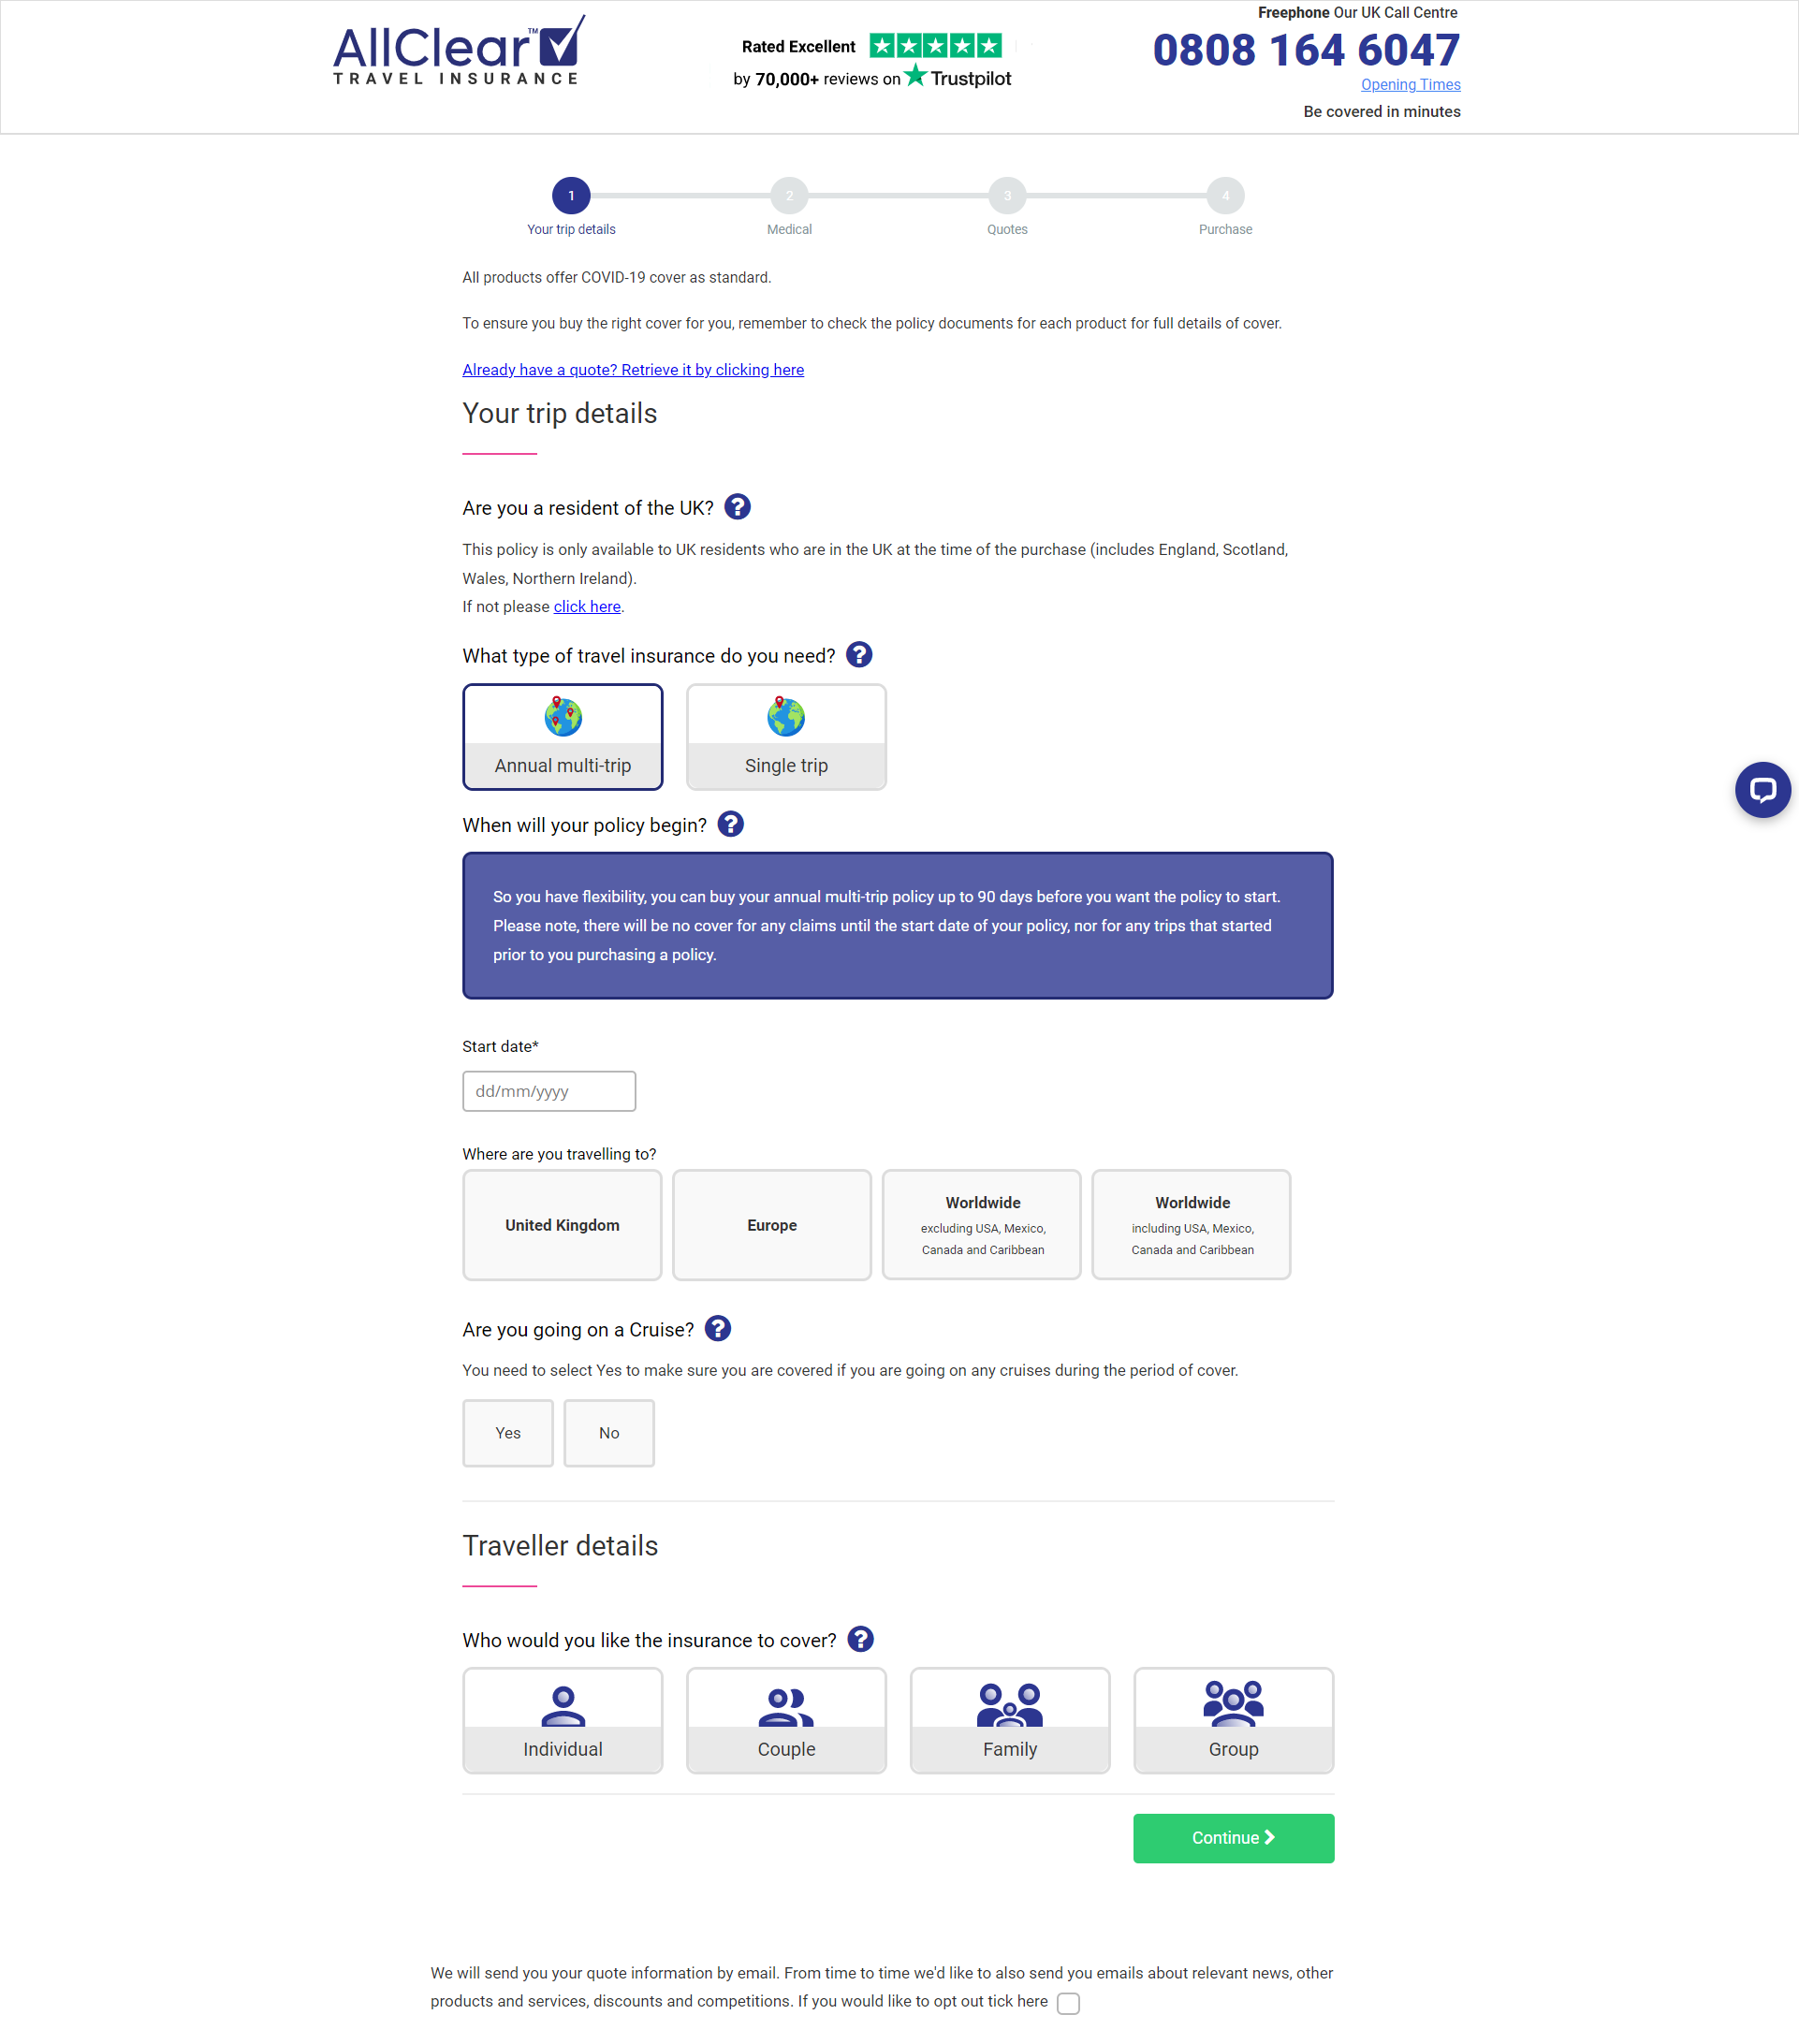 AllClear™
TRAVEL INSURANCE
Rated Excellent
by 70,000+ reviews on Trustpilot
Freephone Our UK Call Centre
0808 164 6047
Opening Times
Be covered in minutes
1 2 3 4
Your trip details Medical Quotes Purchase
All products offer COVID-19 cover as standard.
To ensure you buy the right cover for you, remember to check the policy documents for each product for full details of cover.
Already have a quote? Retrieve it by clicking here
Your trip details
Are you a resident of the UK? ?
This policy is only available to UK residents who are in the UK at the time of the purchase (includes England, Scotland,
Wales, Northern Ireland).
If not please click here.
What type of travel insurance do you need? ?
Annual multi-trip Single trip
When will your policy begin? ?
So you have flexibility, you can buy your annual multi-trip policy up to 90 days before you want the policy to start.
Please note, there will be no cover for any claims until the start date of your policy, nor for any trips that started
prior to you purchasing a policy.
Start date*
dd/mm/yyyy
Where are you travelling to?
United Kingdom
Europe
Worldwide
excluding USA, Mexico,
Canada and Caribbean
Worldwide
including USA, Mexico,
Canada and Caribbean
Are you going on a Cruise? ?
You need to select Yes to make sure you are covered if you are going on any cruises during the period of cover.
Yes No
Traveller details
Who would you like the insurance to cover? ?
Individual Couple Family Group
Continue
We will send you your quote information by email. From time to time we'd like to also send you emails about relevant news, other
products and services, discounts and competitions. If you would like to opt out tick here